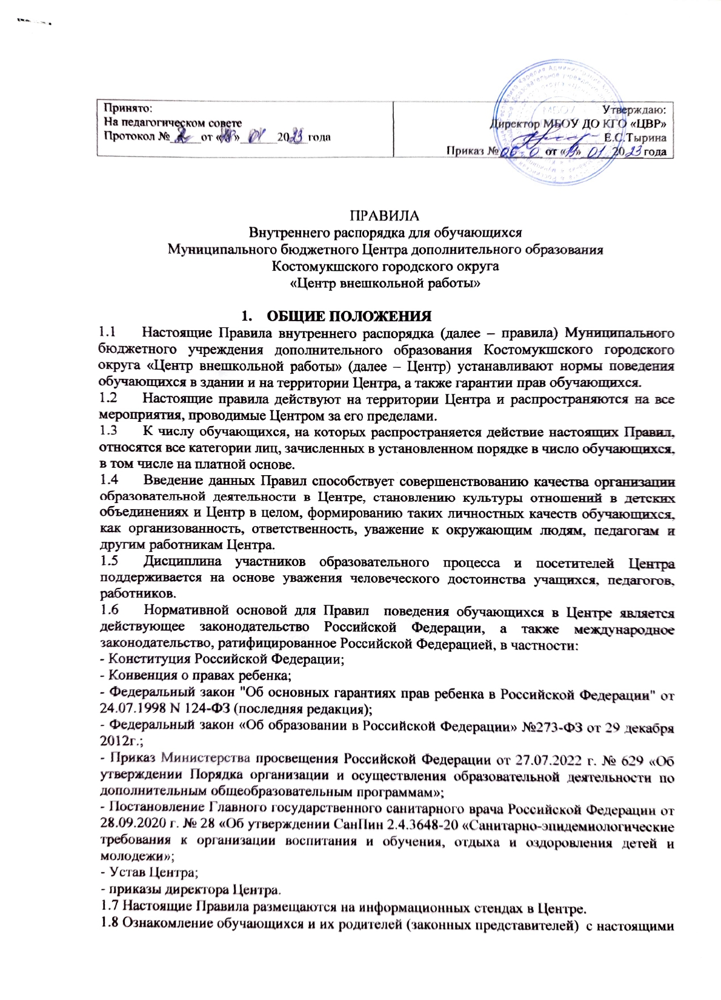 Принято:
На педагогическом совете
Протокол № 2 от «19» 01 2023 года
Утверждаю:
Директор МБОУ ДО КГО «ЦВР»
Е.С.Тырина
Приказ № 06 О от «19» 01 2023 года
МБОУ
ПРАВИЛА
Внутреннего распорядка для обучающихся
Муниципального бюджетного Центра дополнительного образования
Костомукшского городского округа
«Центр внешкольной работы»
1. ОБЩИЕ ПОЛОЖЕНИЯ
1.1 Настоящие Правила внутреннего распорядка (далее – правила) Муниципального
бюджетного учреждения дополнительного образования Костомукшского городского
округа «Центр внешкольной работы» (далее – Центр) устанавливают нормы поведения
обучающихся в здании и на территории Центра, а также гарантии прав обучающихся.
1.2 Настоящие правила действуют на территории Центра и распространяются на все
мероприятия, проводимые Центром за его пределами.
1.3 К числу обучающихся, на которых распространяется действие настоящих Правил,
относятся все категории лиц, зачисленных в установленном порядке в число обучающихся,
в том числе на платной основе.
1.4 Введение данных Правил способствует совершенствованию качества организации
образовательной деятельности в Центре, становлению культуры отношений в детских
объединениях и Центр в целом, формированию таких личностных качеств обучающихся,
как организованность, ответственность, уважение к окружающим людям, педагогам и
другим работникам Центра.
1.5 Дисциплина участников образовательного процесса и посетителей Центра
поддерживается на основе уважения человеческого достоинства учащихся, педагогов,
работников.
1.6 Нормативной основой для Правил поведения обучающихся в Центре является
действующее законодательство Российской Федерации, а также международное
законодательство, ратифицированное Российской Федерацией, в частности:
- Конституция Российской Федерации;
- Конвенция о правах ребенка;
- Федеральный закон "Об основных гарантиях прав ребенка в Российской Федерации" от
24.07.1998 N 124-ФЗ (последняя редакция);
- Федеральный закон «Об образовании в Российской Федерации» №273-ФЗ от 29 декабря
2012г.;
- Приказ Министерства просвещения Российской Федерации от 27.07.2022 г. № 629 «Об
утверждении Порядка организации и осуществления образовательной деятельности по
дополнительным общеобразовательным программам»;
- Постановление Главного государственного санитарного врача Российской Федерации от
28.09.2020 г. № 28 «Об утверждении СанПин 2.4.3648-20 «Санитарно-эпидемиологические
требования к организации воспитания и обучения, отдыха и оздоровления детей и
молодежи»;
- Устав Центра;
- приказы директора Центра.
1.7 Настоящие Правила размещаются на информационных стендах в Центре.
1.8 Ознакомление обучающихся и их родителей (законных представителей) с настоящими